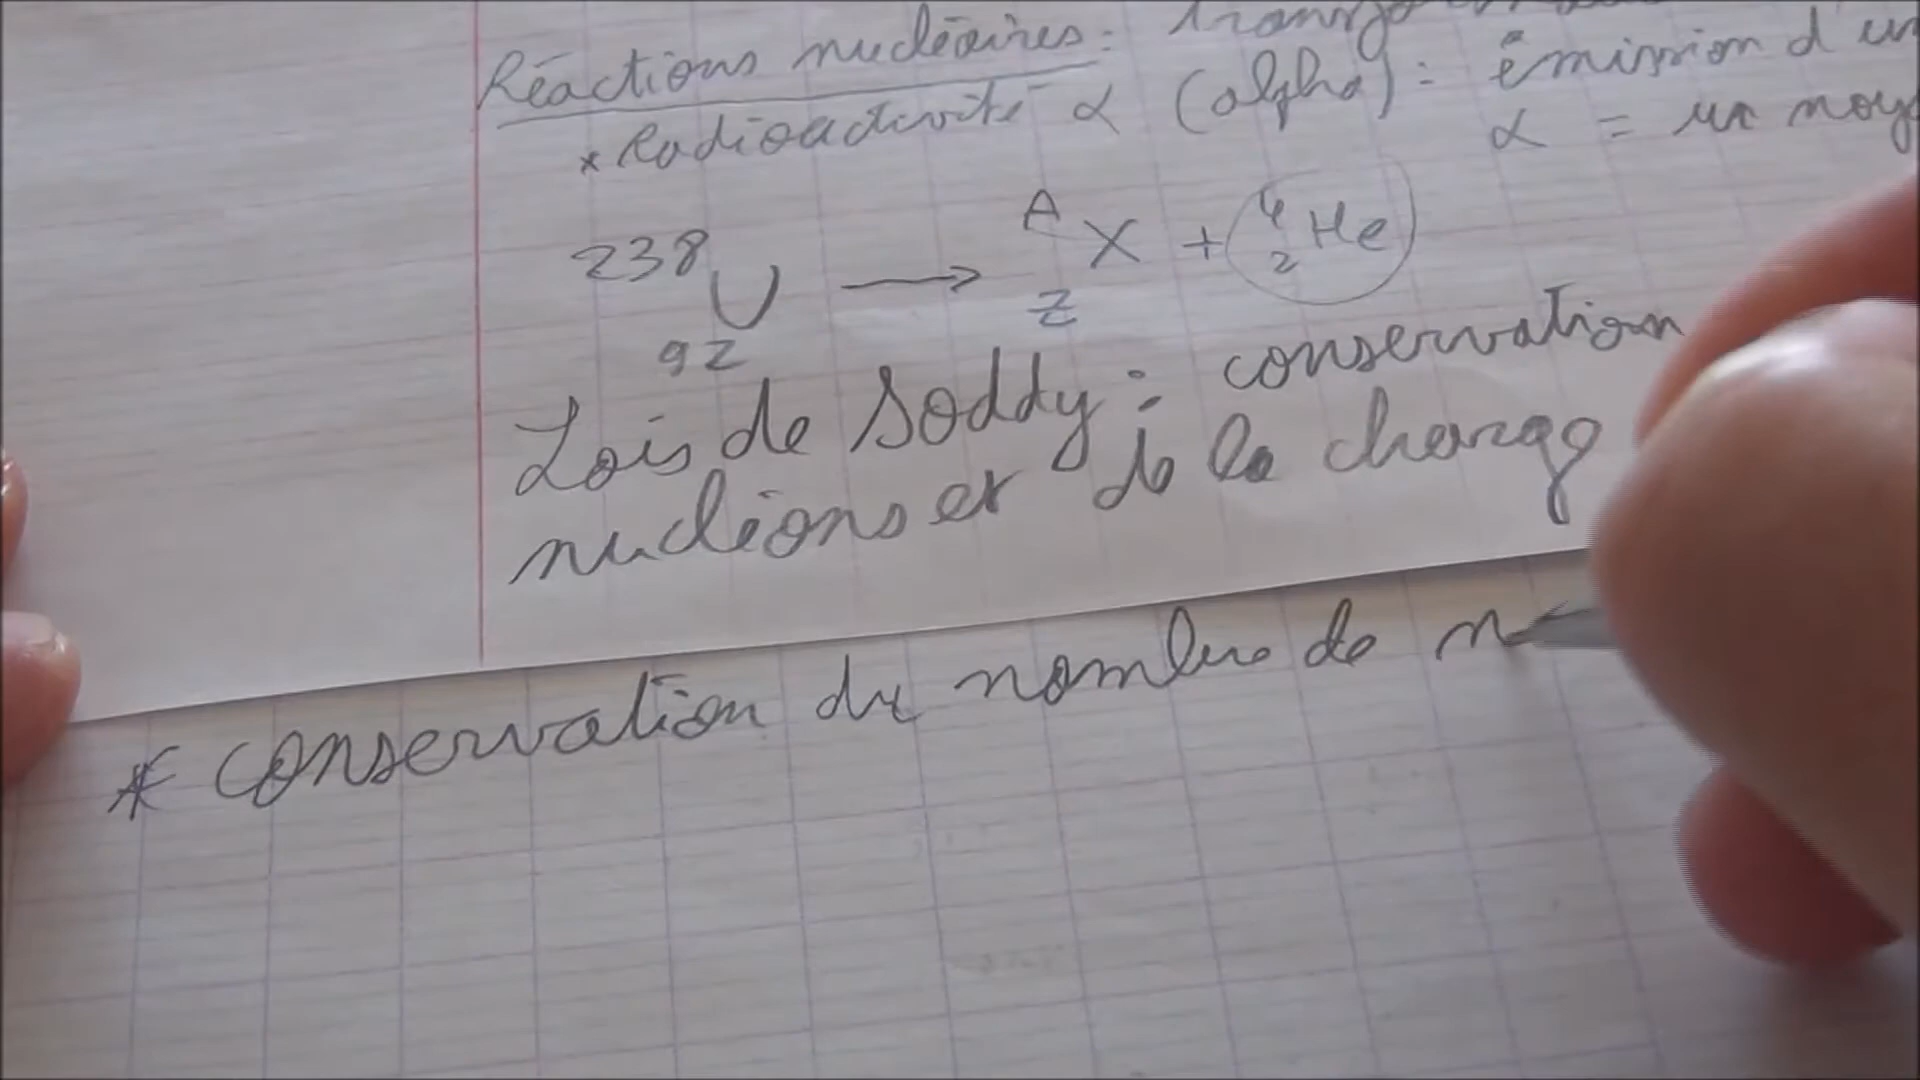 Réactions nucléaires : transfo
* Radioactivité α (alpha) : émission d'un
α = un noy
238 A 4
U → X + He
92 Z 2
Lois de Soddy : conservation
nucléons et de la charge
* conservation du nombre de n